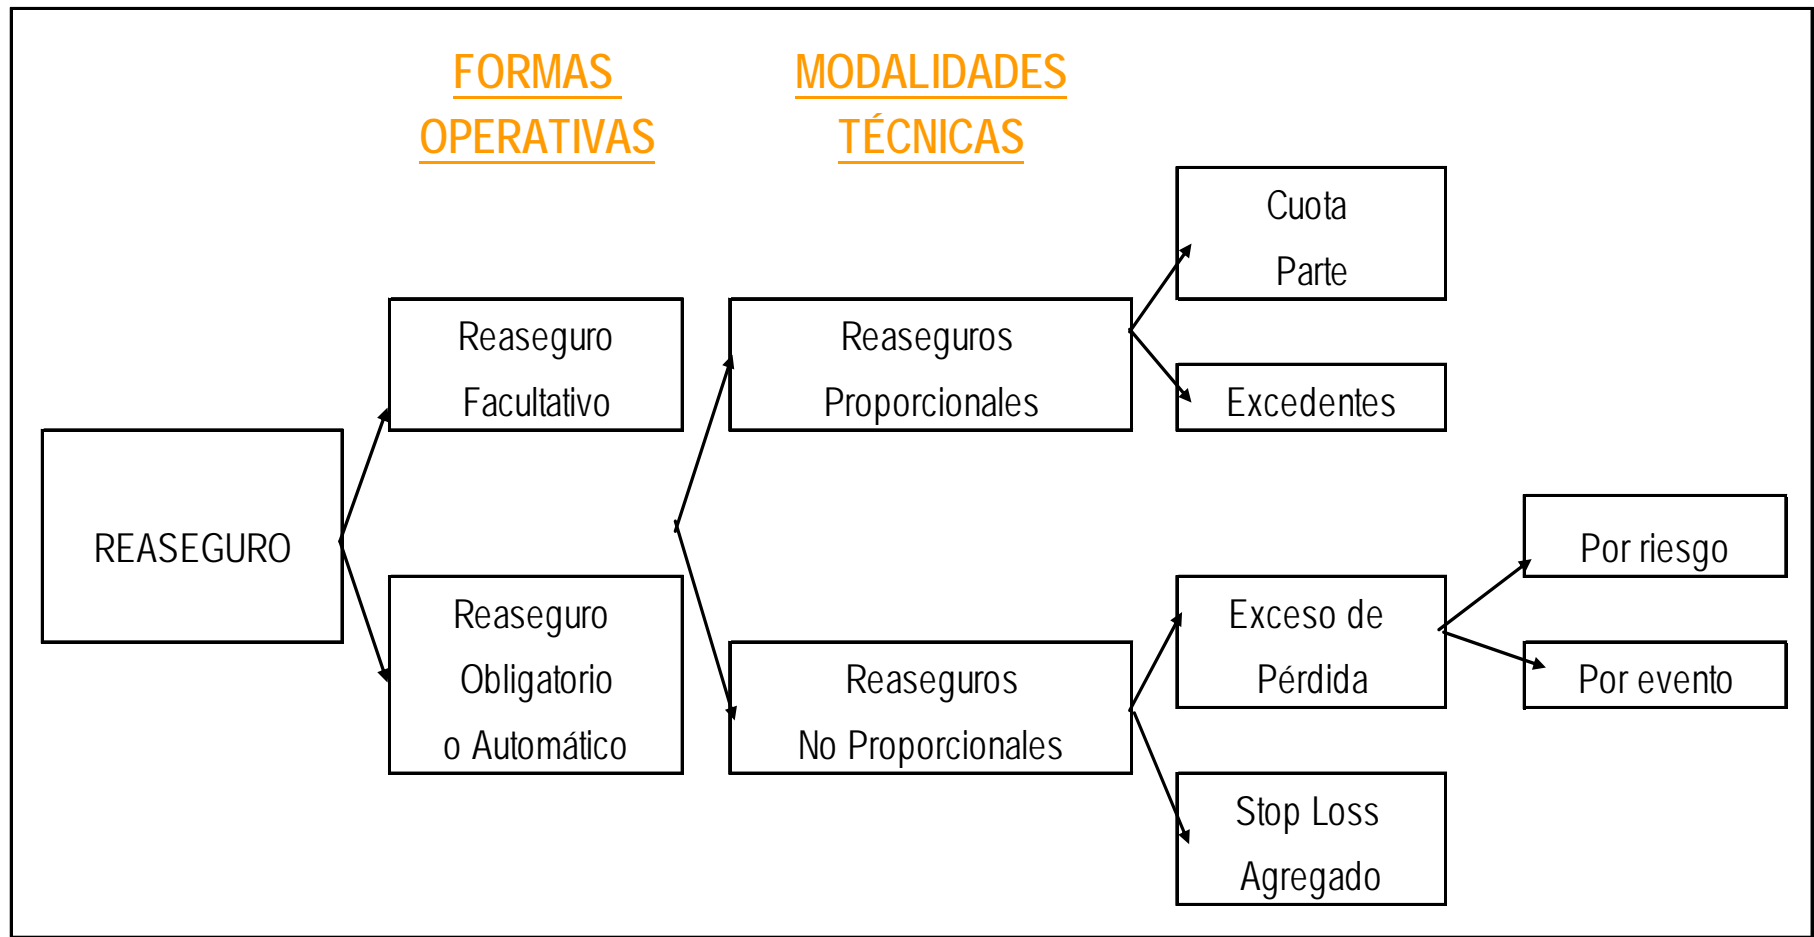 FORMAS
OPERATIVAS
MODALIDADES
TÉCNICAS
REASEGURO
Reaseguro
Facultativo
Reaseguro
Obligatorio
o Automático
Reaseguros
Proporcionales
Reaseguros
No Proporcionales
Cuota
Parte
Excedentes
Exceso de
Pérdida
Stop Loss
Agregado
Por riesgo
Por evento